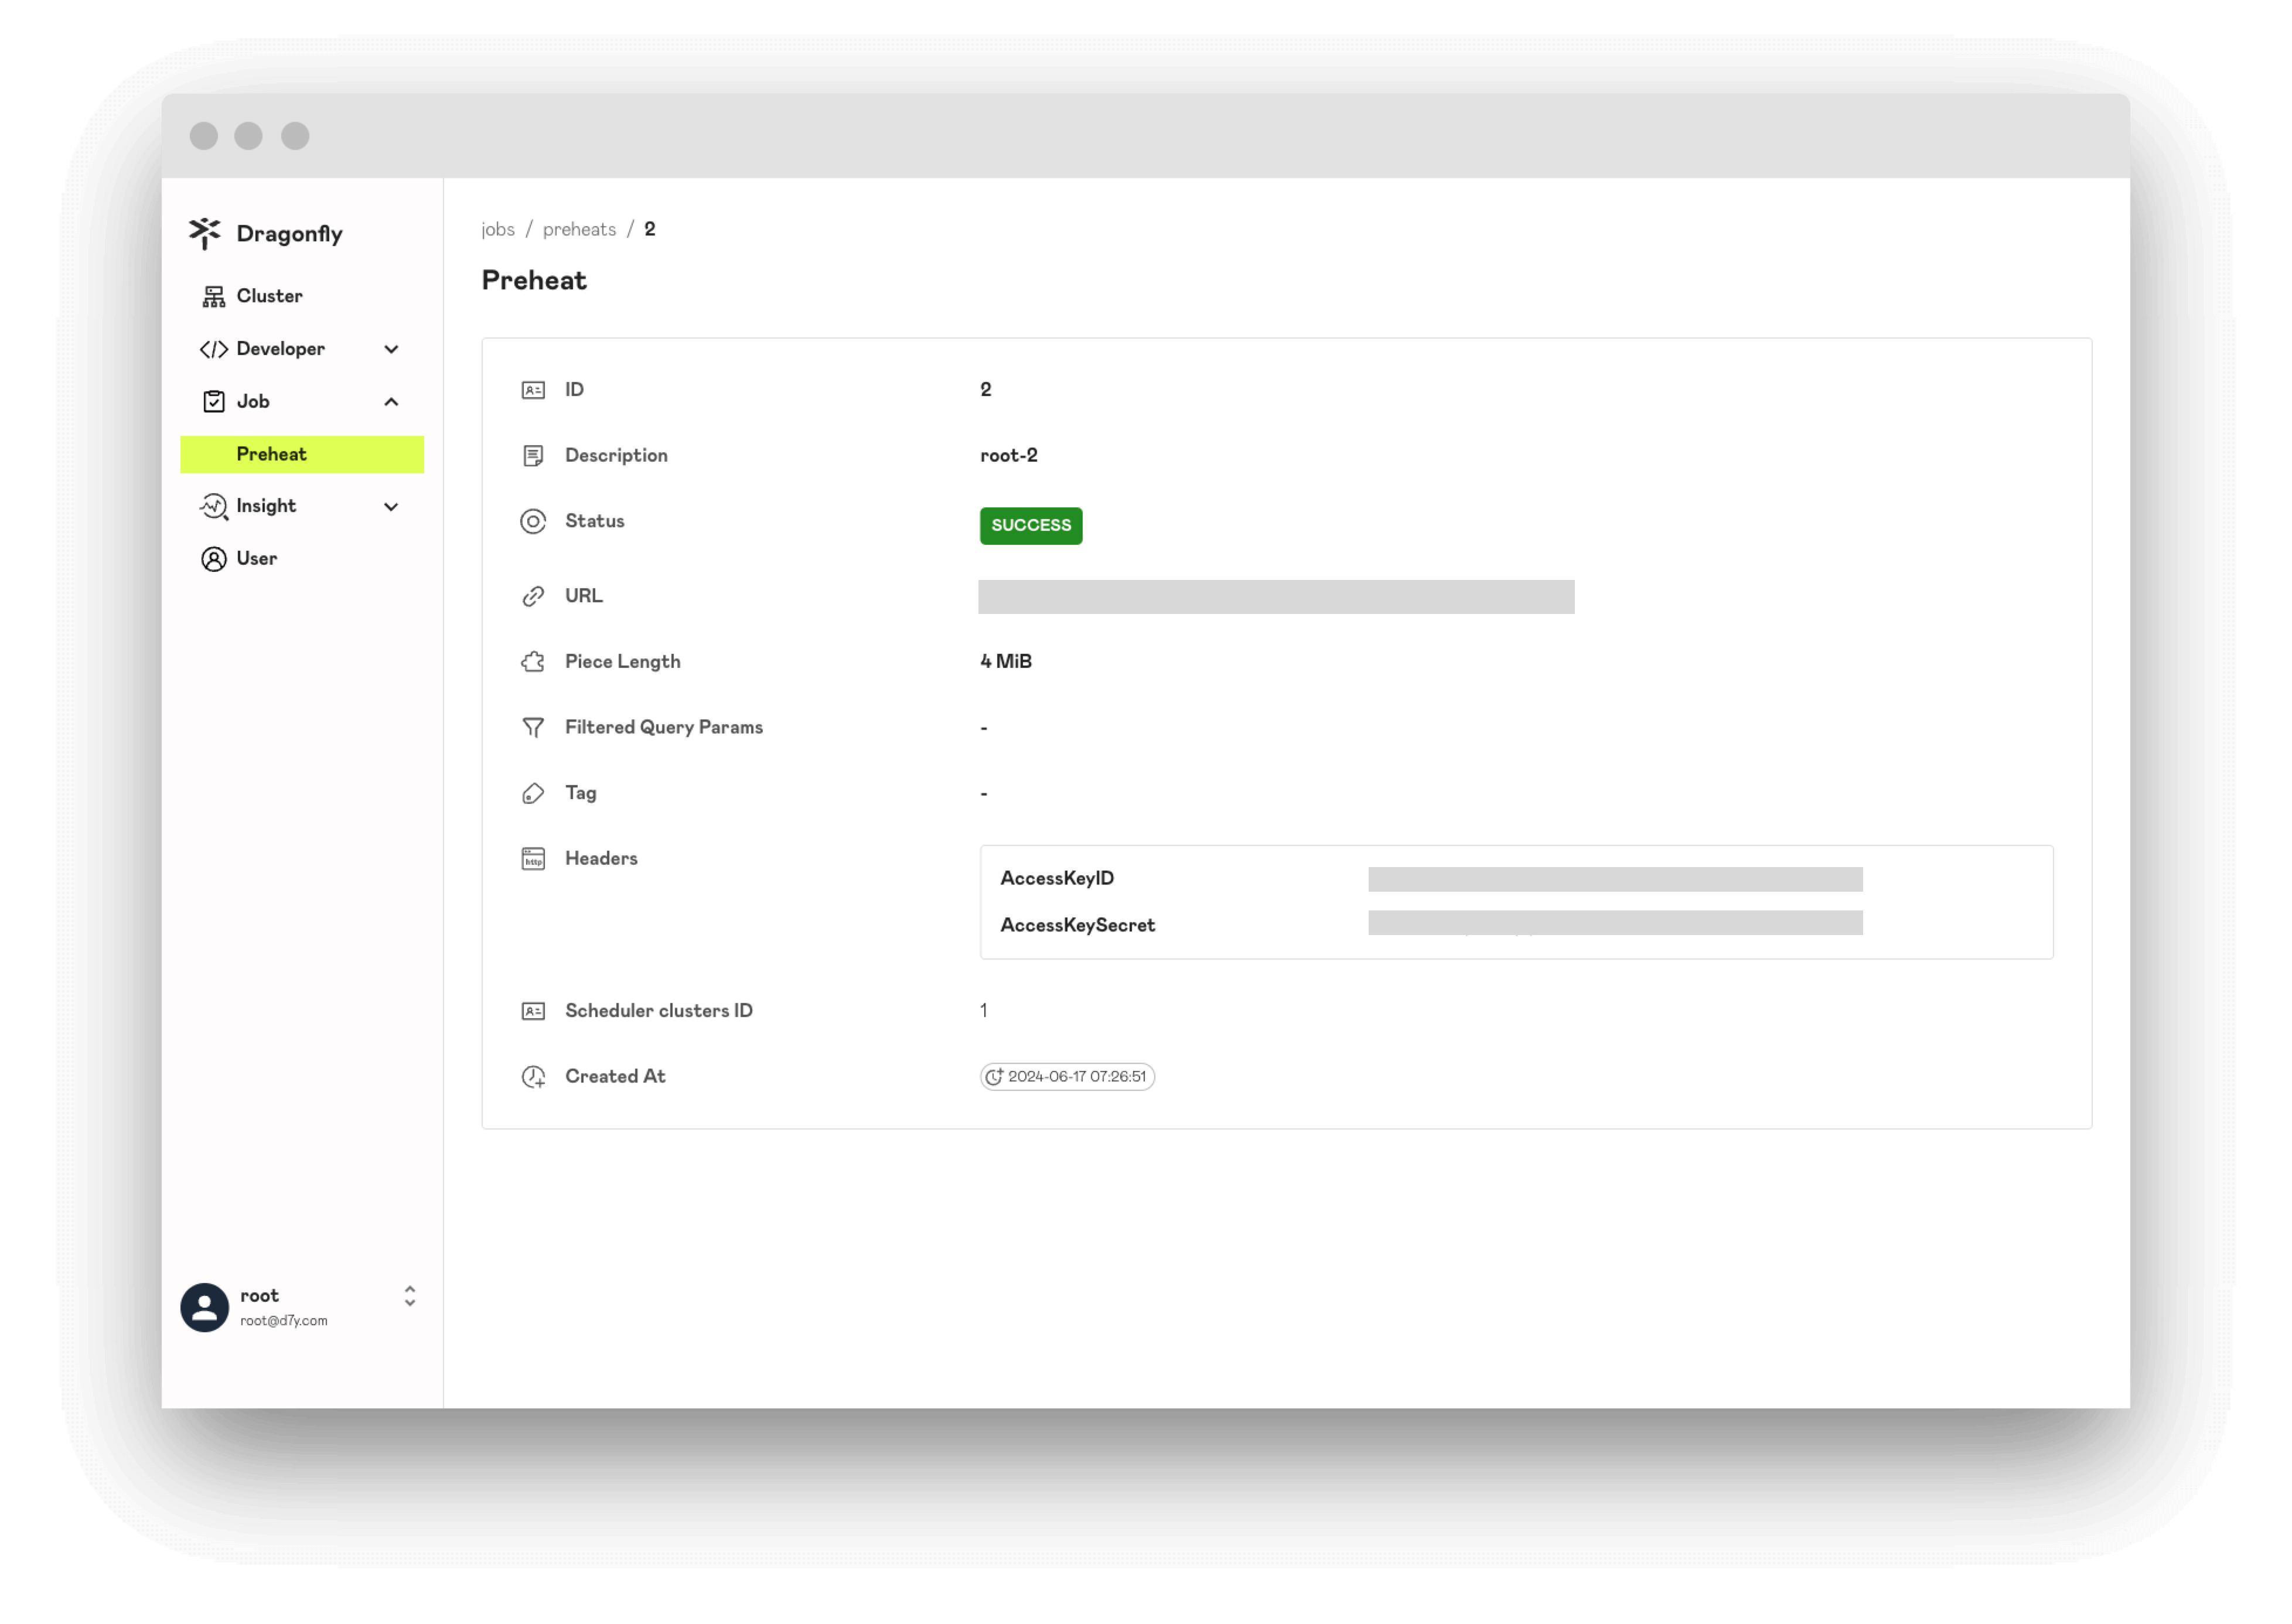 Dragonfly
Cluster
Developer
Job
Preheat
Insight
User
root
root@d7y.com
jobs / preheats / 2
Preheat
ID 2
Description root-2
Status SUCCESS
URL
Piece Length 4 MiB
Filtered Query Params -
Tag -
http Headers
AccessKeyID
AccessKeySecret
Scheduler clusters ID 1
Created At 2024-06-17 07:26:51